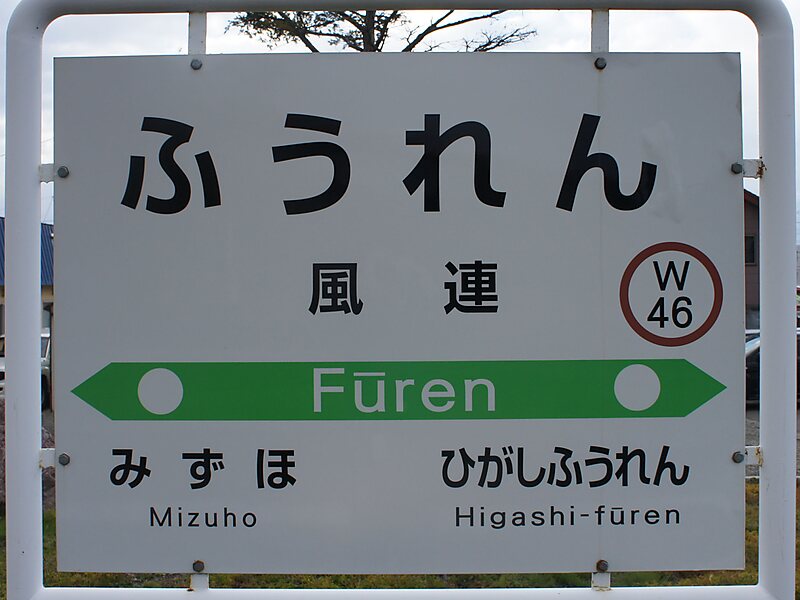 ふうれん
風連
W
46
Fūren
みずほ ひがしふうれん
Mizuho Higashi-fūren